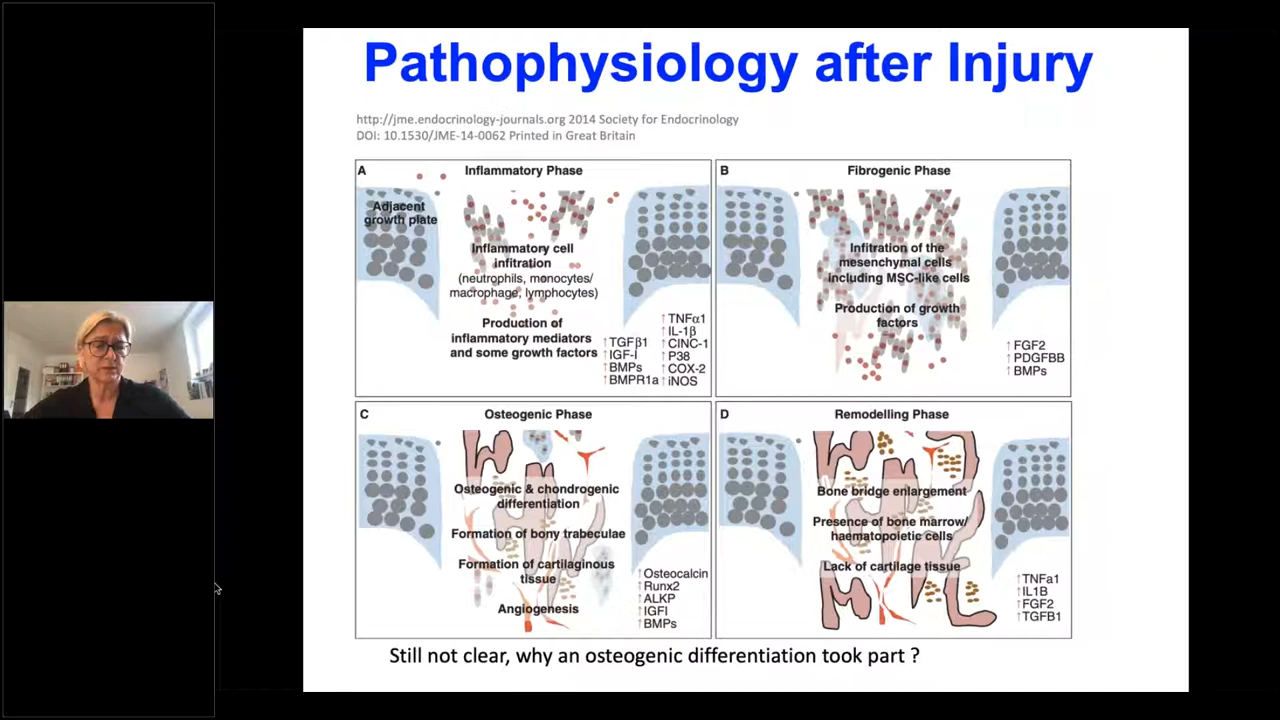 Pathophysiology after Injury
http://jme.endocrinology-journals.org 2014 Society for Endocrinology
DOI: 10.1530/JME-14-0062 Printed in Great Britain
A
Inflammatory Phase
Adjacent
growth plate
Inflammatory cell
infitration
(neutrophils, monocytes/
macrophage, lymphocytes)
Production of
inflammatory mediators
and some growth factors
↑TGFβ1
↑IGF-I
↑BMPs
↑BMPR1a
↑TNFα1
↑IL-1β
↑CINC-1
↑P38
↑COX-2
↑iNOS
B
Fibrogenic Phase
Infitration of the
mesenchymal cells
including MSC-like cells
Production of growth
factors
↑FGF2
↑PDGFBB
↑BMPs
C
Osteogenic Phase
Osteogenic & chondrogenic
differentiation
Formation of bony trabeculae
Formation of cartilaginous
tissue
Angiogenesis
↑Osteocalcin
↑Runx2
↑ALKP
↑IGFI
↑BMPs
D
Remodelling Phase
Bone bridge enlargement
Presence of bone marrow/
haematopoietic cells
Lack of cartilage tissue
↑TNFa1
↑IL1B
↑FGF2
↑TGFB1
Still not clear, why an osteogenic differentiation took part ?